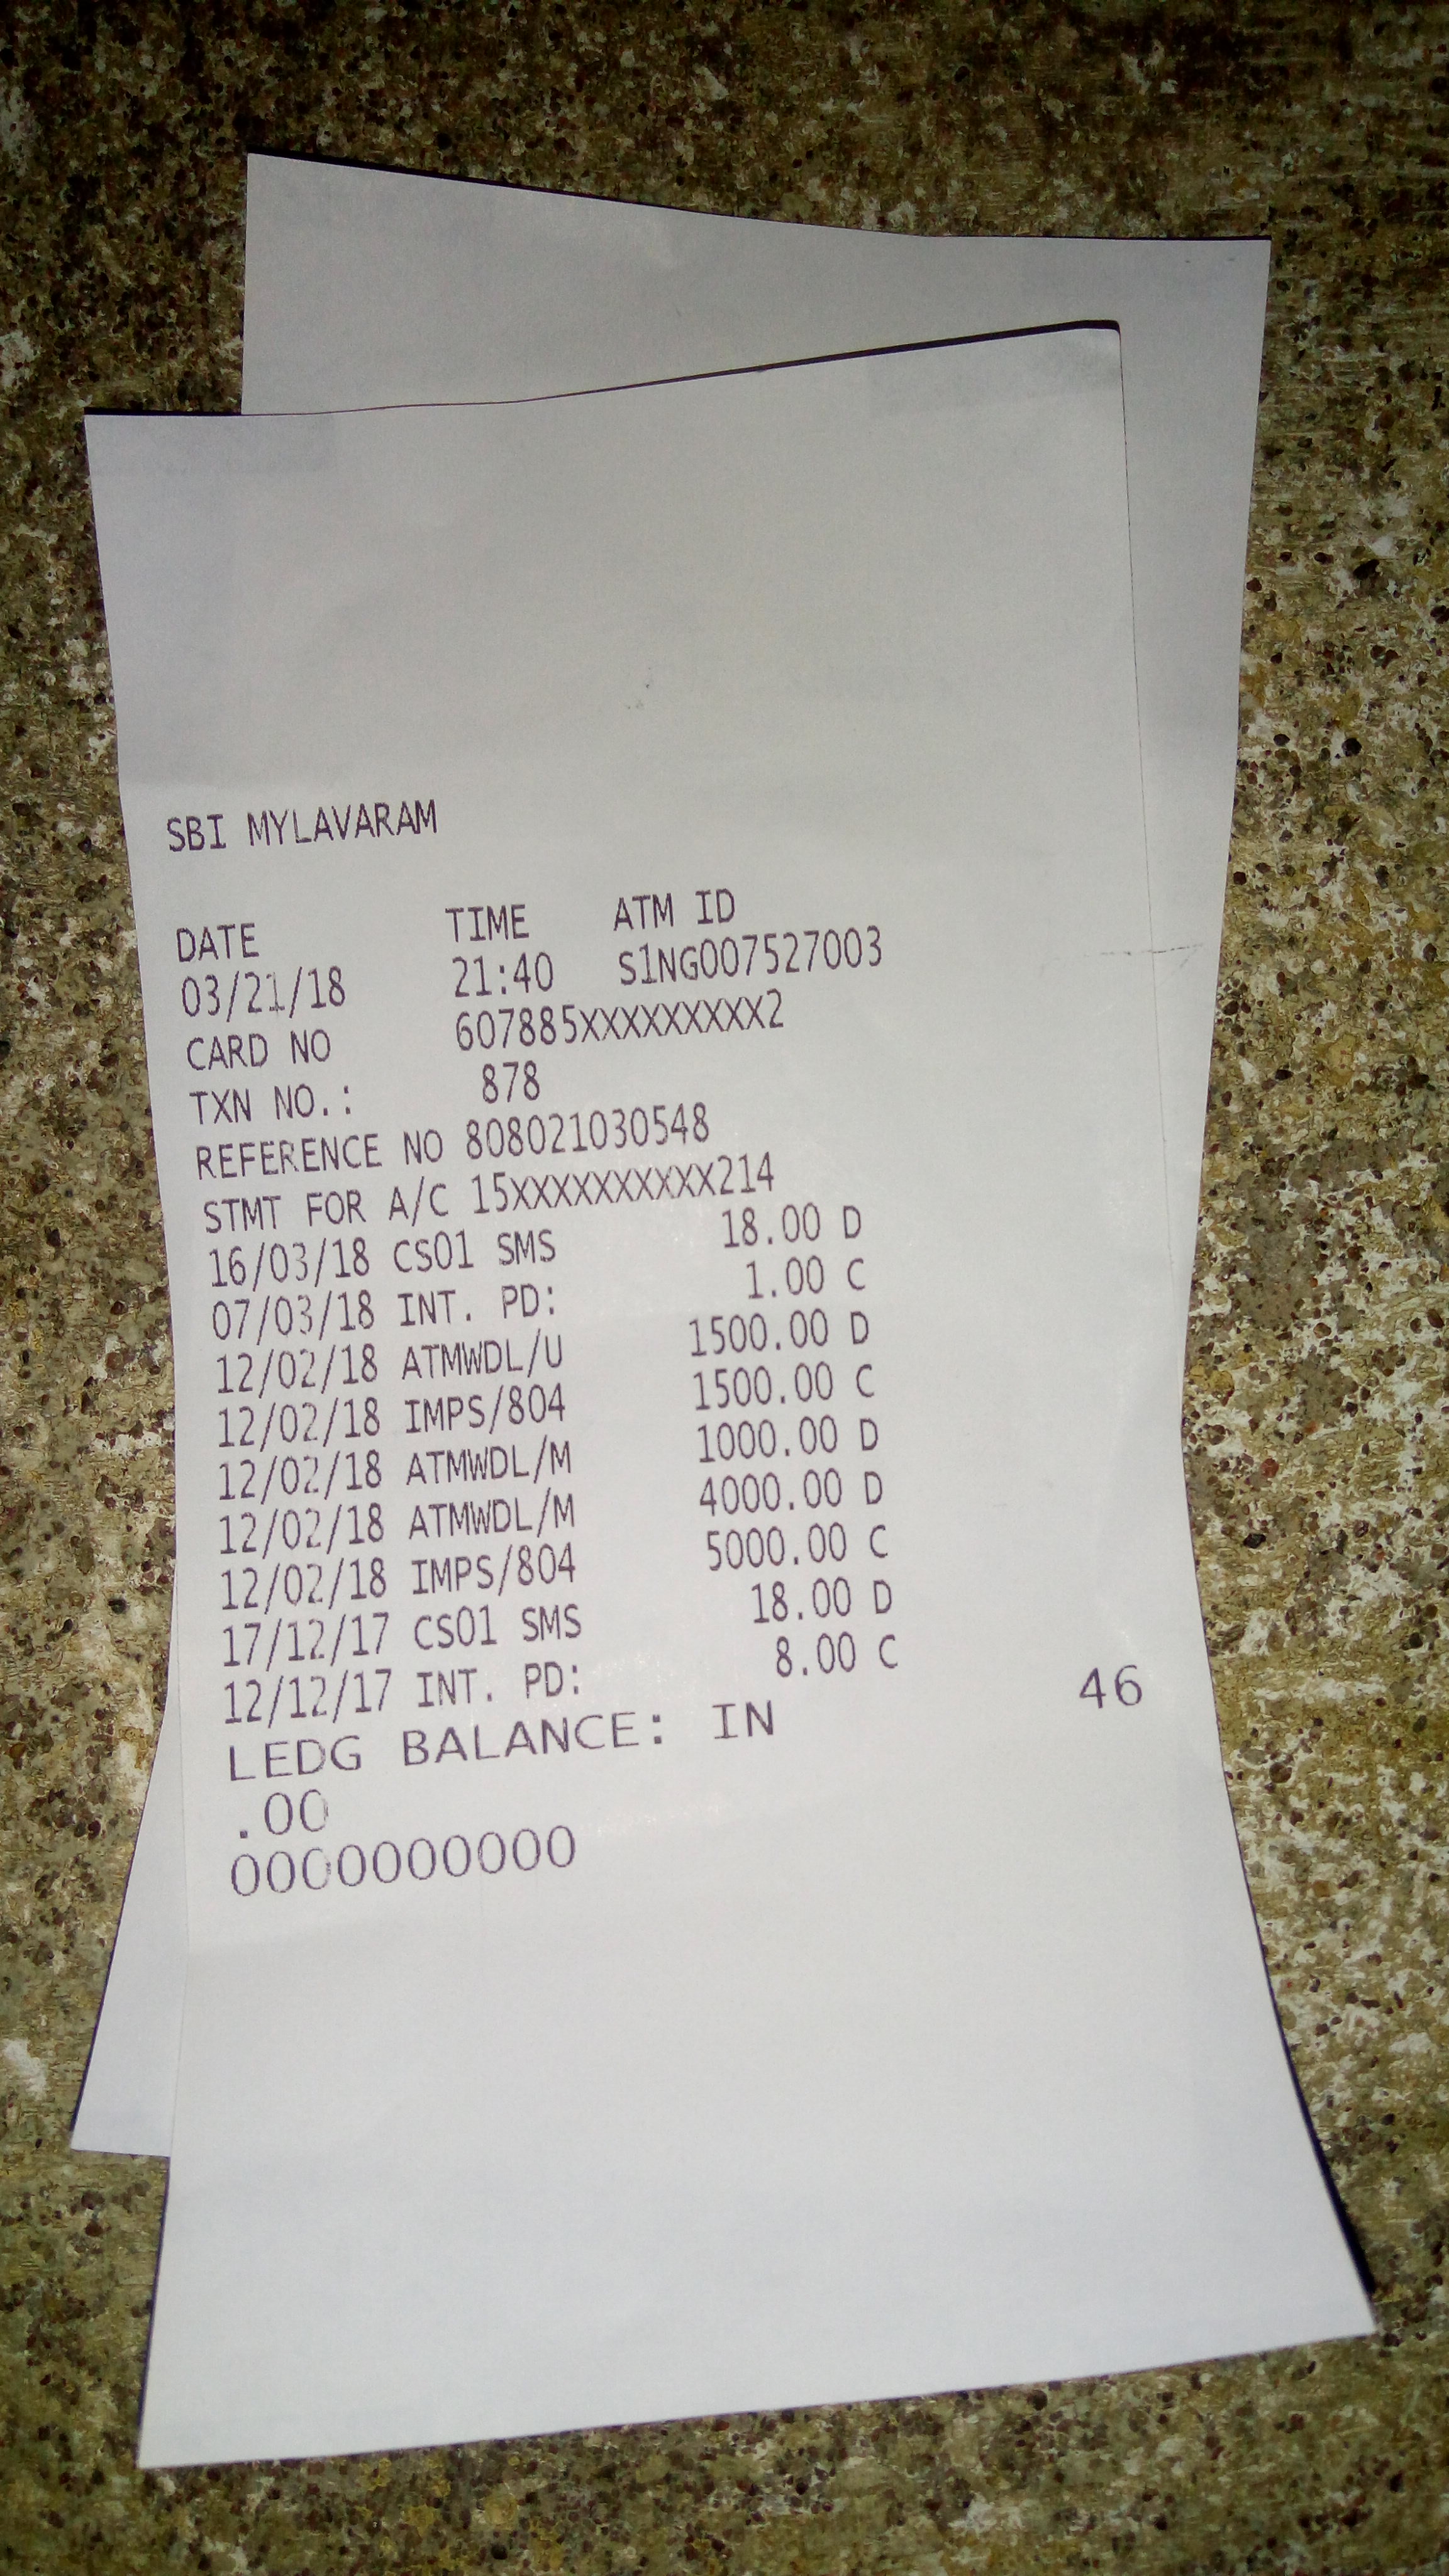 SBI MYLAVARAM
DATE TIME ATM ID
03/21/18 21:40 S1NG007527003
CARD NO 607885XXXXXXXXX2
TXN NO.: 878
REFERENCE NO 808021030548
STMT FOR A/C 15XXXXXXXXXX214
16/03/18 CS01 SMS 18.00 D
07/03/18 INT. PD: 1.00 C
12/02/18 ATMWDL/U 1500.00 D
12/02/18 IMPS/804 1500.00 C
12/02/18 ATMWDL/M 1000.00 D
12/02/18 ATMWDL/M 4000.00 D
12/02/18 IMPS/804 5000.00 C
17/12/17 CS01 SMS 18.00 D
12/12/17 INT. PD: 8.00 C
LEDG BALANCE: IN 46
.00
0000000000